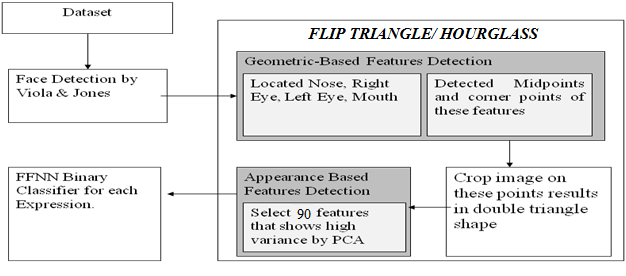 Dataset
FLIP TRIANGLE/ HOURGLASS
Face Detection by
Viola & Jones
Geometric-Based Features Detection
Located Nose, Right
Eye, Left Eye, Mouth
Detected Midpoints
and corner points of
these features
Crop image on
these points results
in double triangle
shape
Appearance Based
Features Detection
Select 90 features
that shows high
variance by PCA
FFNN Binary
Classifier for each
Expression.